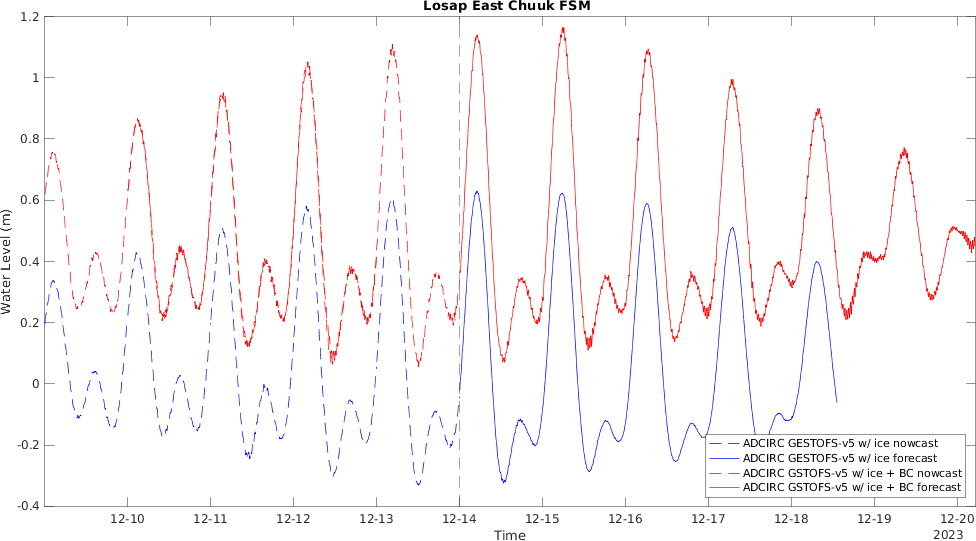 Losap East Chuuk FSM
1.2
1
0.8
0.6
0.4
0.2
0
-0.2
-0.4
Water Level (m)
12-10 12-11 12-12 12-13 12-14 12-15 12-16 12-17 12-18 12-19 12-20
Time
2023
ADCIRC GESTOFS-v5 w/ ice nowcast
ADCIRC GESTOFS-v5 w/ ice forecast
ADCIRC GSTOFS-v5 w/ ice + BC nowcast
ADCIRC GSTOFS-v5 w/ ice + BC forecast